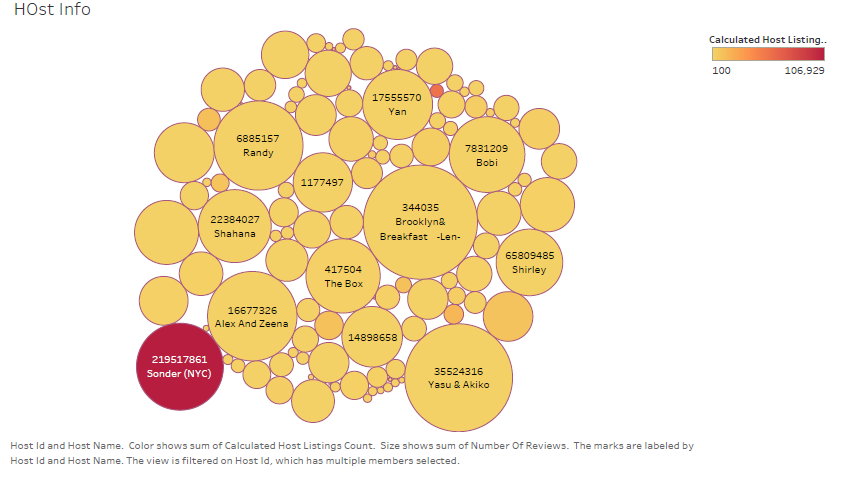 HOst Info
Calculated Host Listing..
100 106,929
17555570
Yan
6885157
Randy
7831209
Bobi
1177497
344035
Brooklyn&
Breakfast -Len-
22384027
Shahana
65809485
Shirley
417504
The Box
16677326
Alex And Zeena
14898658
219517861
Sonder (NYC)
35524316
Yasu & Akiko
Host Id and Host Name. Color shows sum of Calculated Host Listings Count. Size shows sum of Number Of Reviews. The marks are labeled by
Host Id and Host Name. The view is filtered on Host Id, which has multiple members selected.